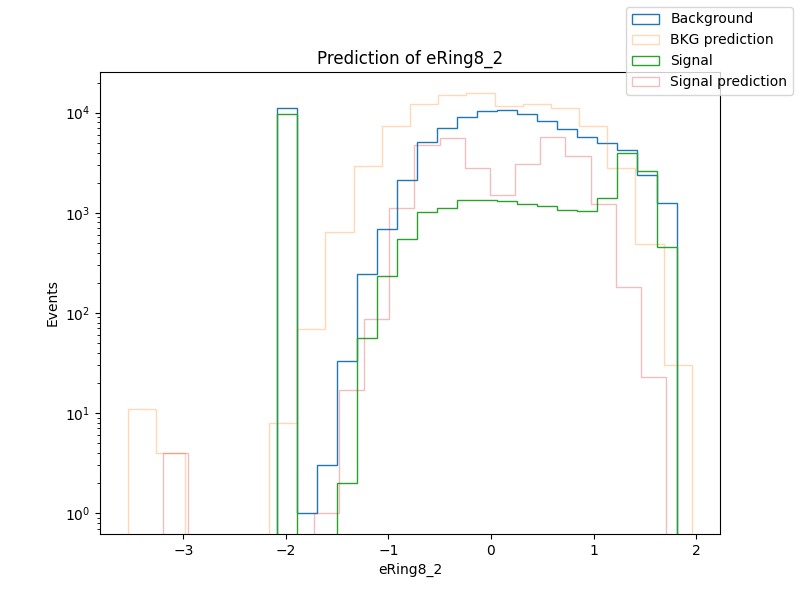 Prediction of eRing8_2
Background
BKG prediction
Signal
Signal prediction
Events
10⁴
10³
10²
10¹
10⁰
−3
−2
−1
0
1
2
eRing8_2